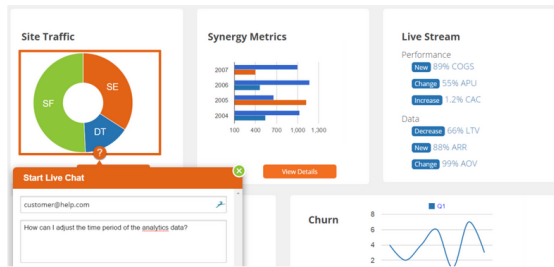 Site Traffic
SF
SE
DT
?
Synergy Metrics
2007
2006
2005
2004
100 400 700 1,000 1,300
View Details
Live Stream
Performance
New 89% COGS
Change 55% APLI
Increase 1.2% CAC
Data
Decrease 66% LTV
New 88% ARR
Change 99% AOV
Start Live Chat
customer@help.com
How can I adjust the time period of the analytics data?
Churn
Q1
8
6
4
2